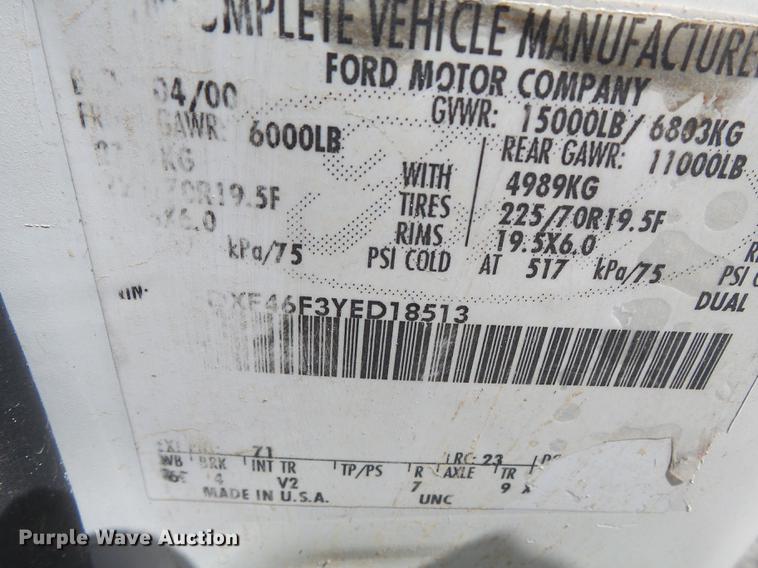 COMPLETE VEHICLE MANUFACTURER
FORD MOTOR COMPANY
04/00 GVWR: 15000LB/ 6803KG
GAWR: 6000LB REAR GAWR: 11000LB
KG WITH 4989KG
70R19.5F TIRES 225/70R19.5F
X6.0 RIMS 19.5X6.0
kPa/75 PSI COLD AT 517 kPa/75 PSI
DUAL
XF46F3YED18513
71 RC: 23
WB BRK INT TR TP/PS R AXLE TR
4 V2 7 9
MADE IN U.S.A. UNC
Purple Wave Auction